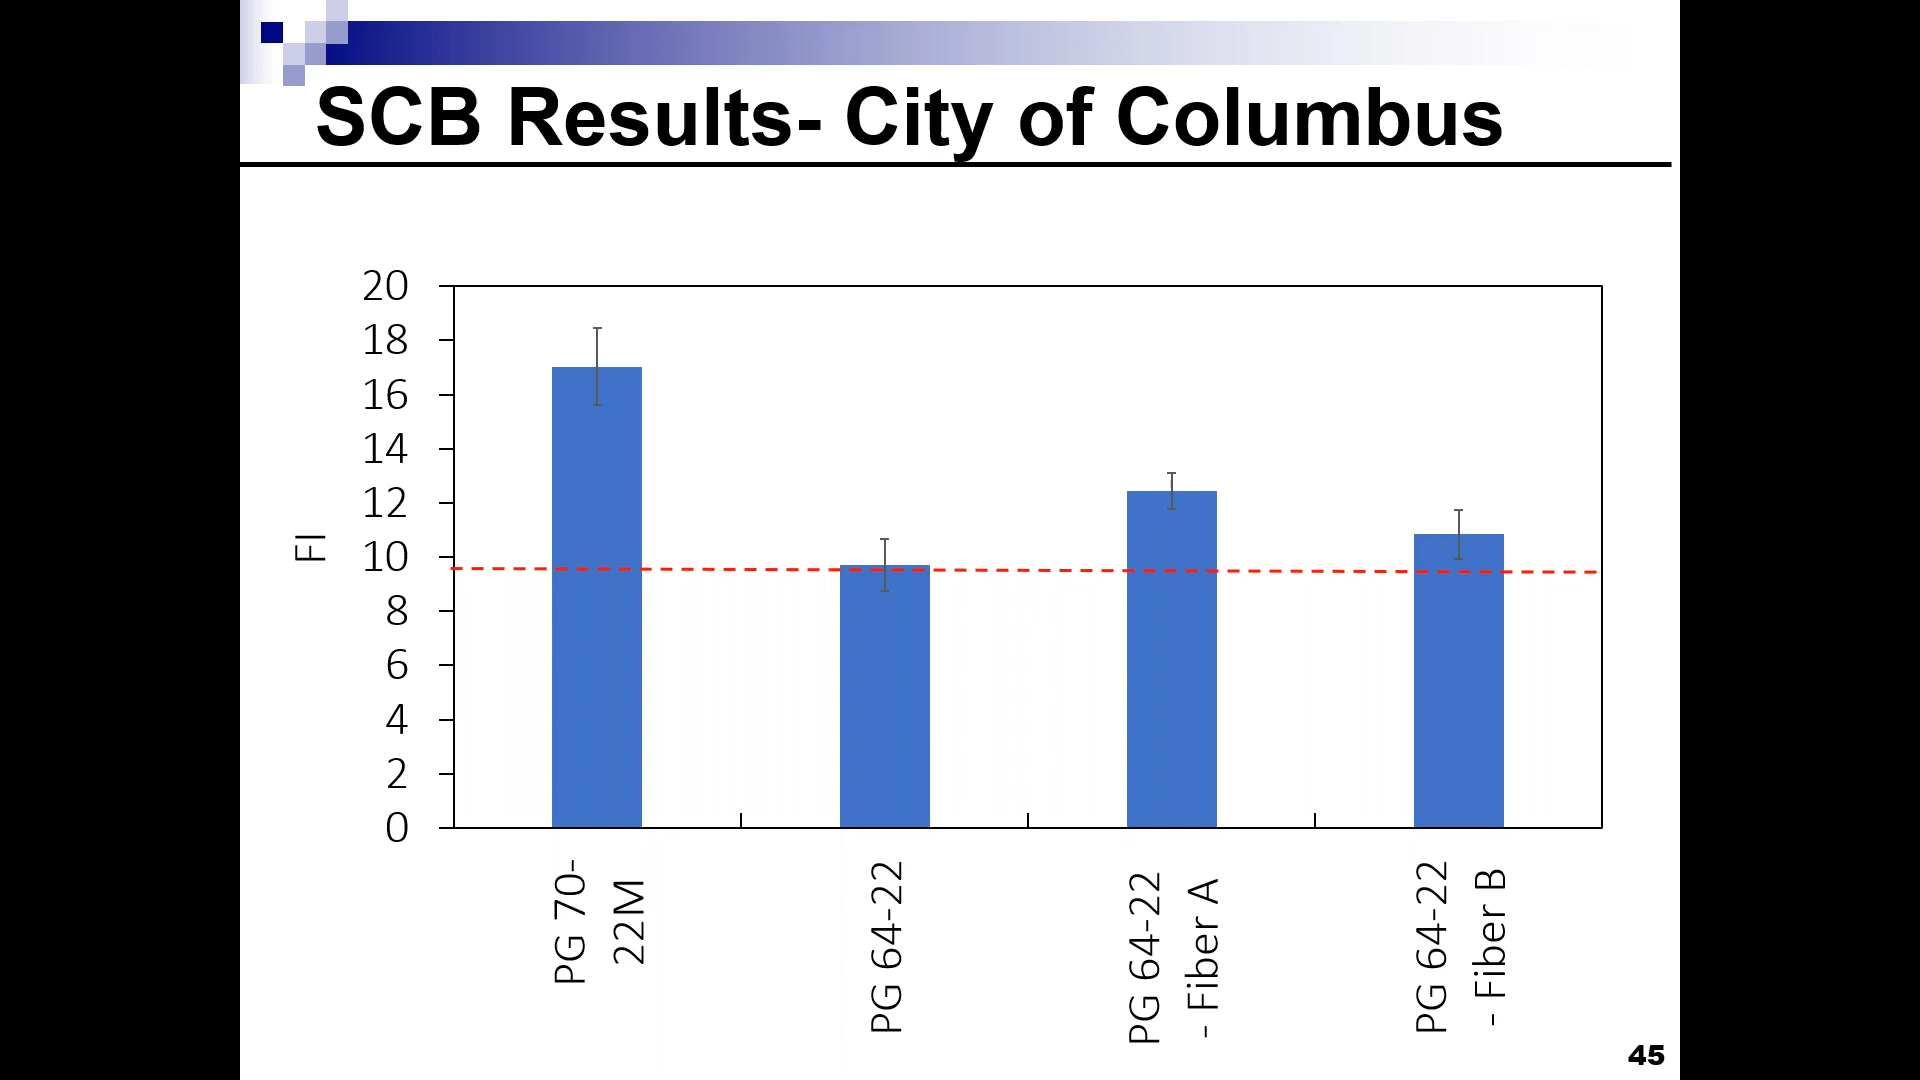 SCB Results- City of Columbus
20
18
16
14
12
10
8
6
4
2
0
FI
PG 70-
22M
PG 64-22
PG 64-22
- Fiber A
PG 64-22
- Fiber B
45